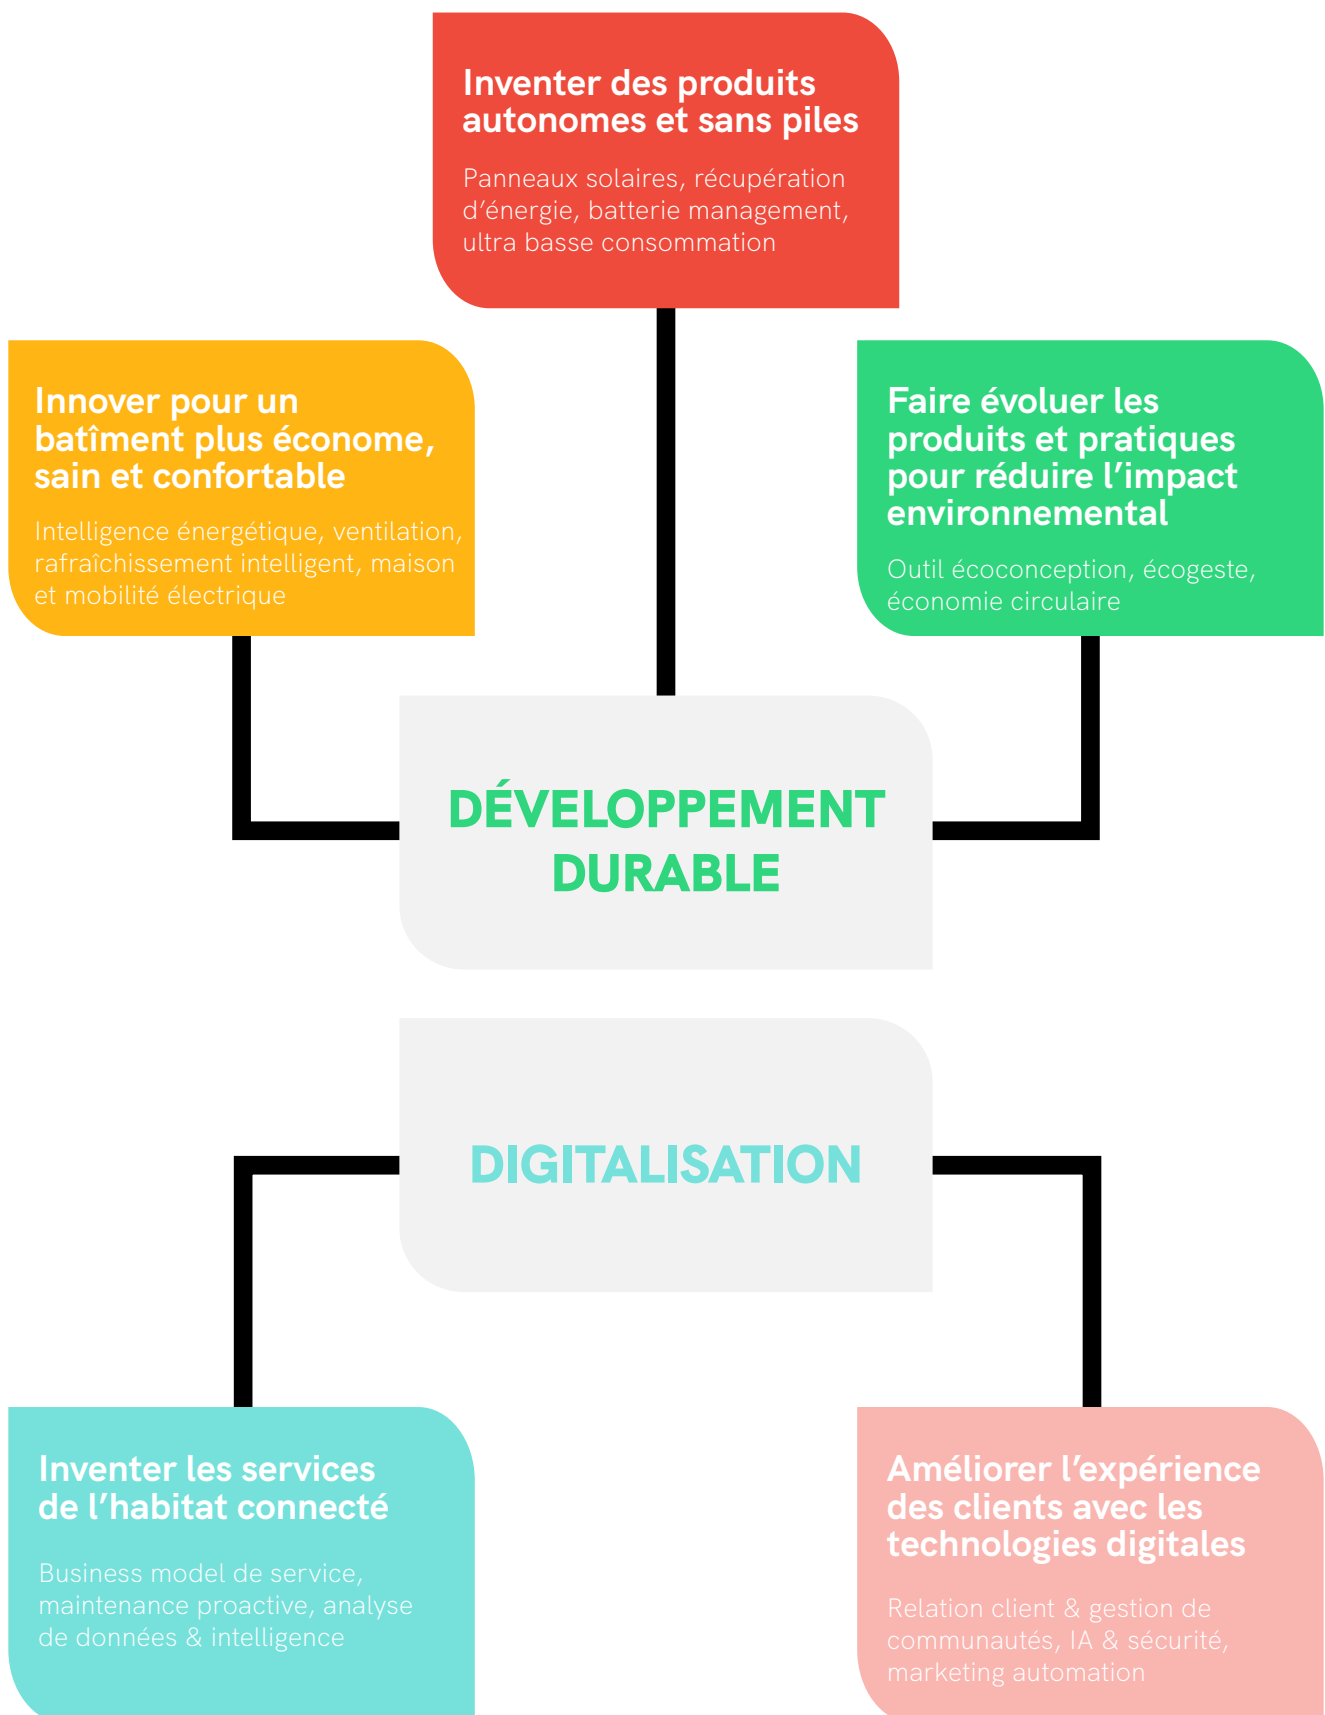 Inventer des produits
autonomes et sans piles
Panneaux solaires, récupération
d’énergie, batterie management,
ultra basse consommation
Innover pour un
batîment plus économe,
sain et confortable
Intelligence énergétique, ventilation,
rafraîchissement intelligent, maison
et mobilité électrique
Faire évoluer les
produits et pratiques
pour réduire l’impact
environnemental
Outil écoconception, écogeste,
économie circulaire
DÉVELOPPEMENT
DURABLE
DIGITALISATION
Inventer les services
de l’habitat connecté
Business model de service,
maintenance proactive, analyse
de données & intelligence
Améliorer l’expérience
des clients avec les
technologies digitales
Relation client & gestion de
communautés, IA & sécurité,
marketing automation